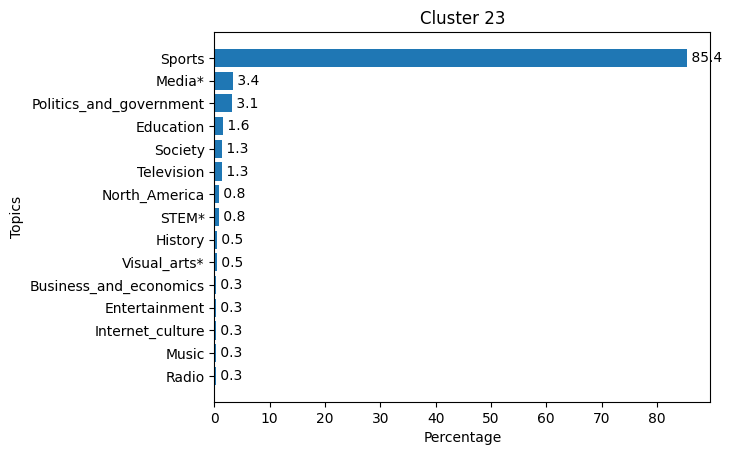 Cluster 23
Topics
Sports 85.4
Media* 3.4
Politics_and_government 3.1
Education 1.6
Society 1.3
Television 1.3
North_America 0.8
STEM* 0.8
History 0.5
Visual_arts* 0.5
Business_and_economics 0.3
Entertainment 0.3
Internet_culture 0.3
Music 0.3
Radio 0.3
0 10 20 30 40 50 60 70 80
Percentage